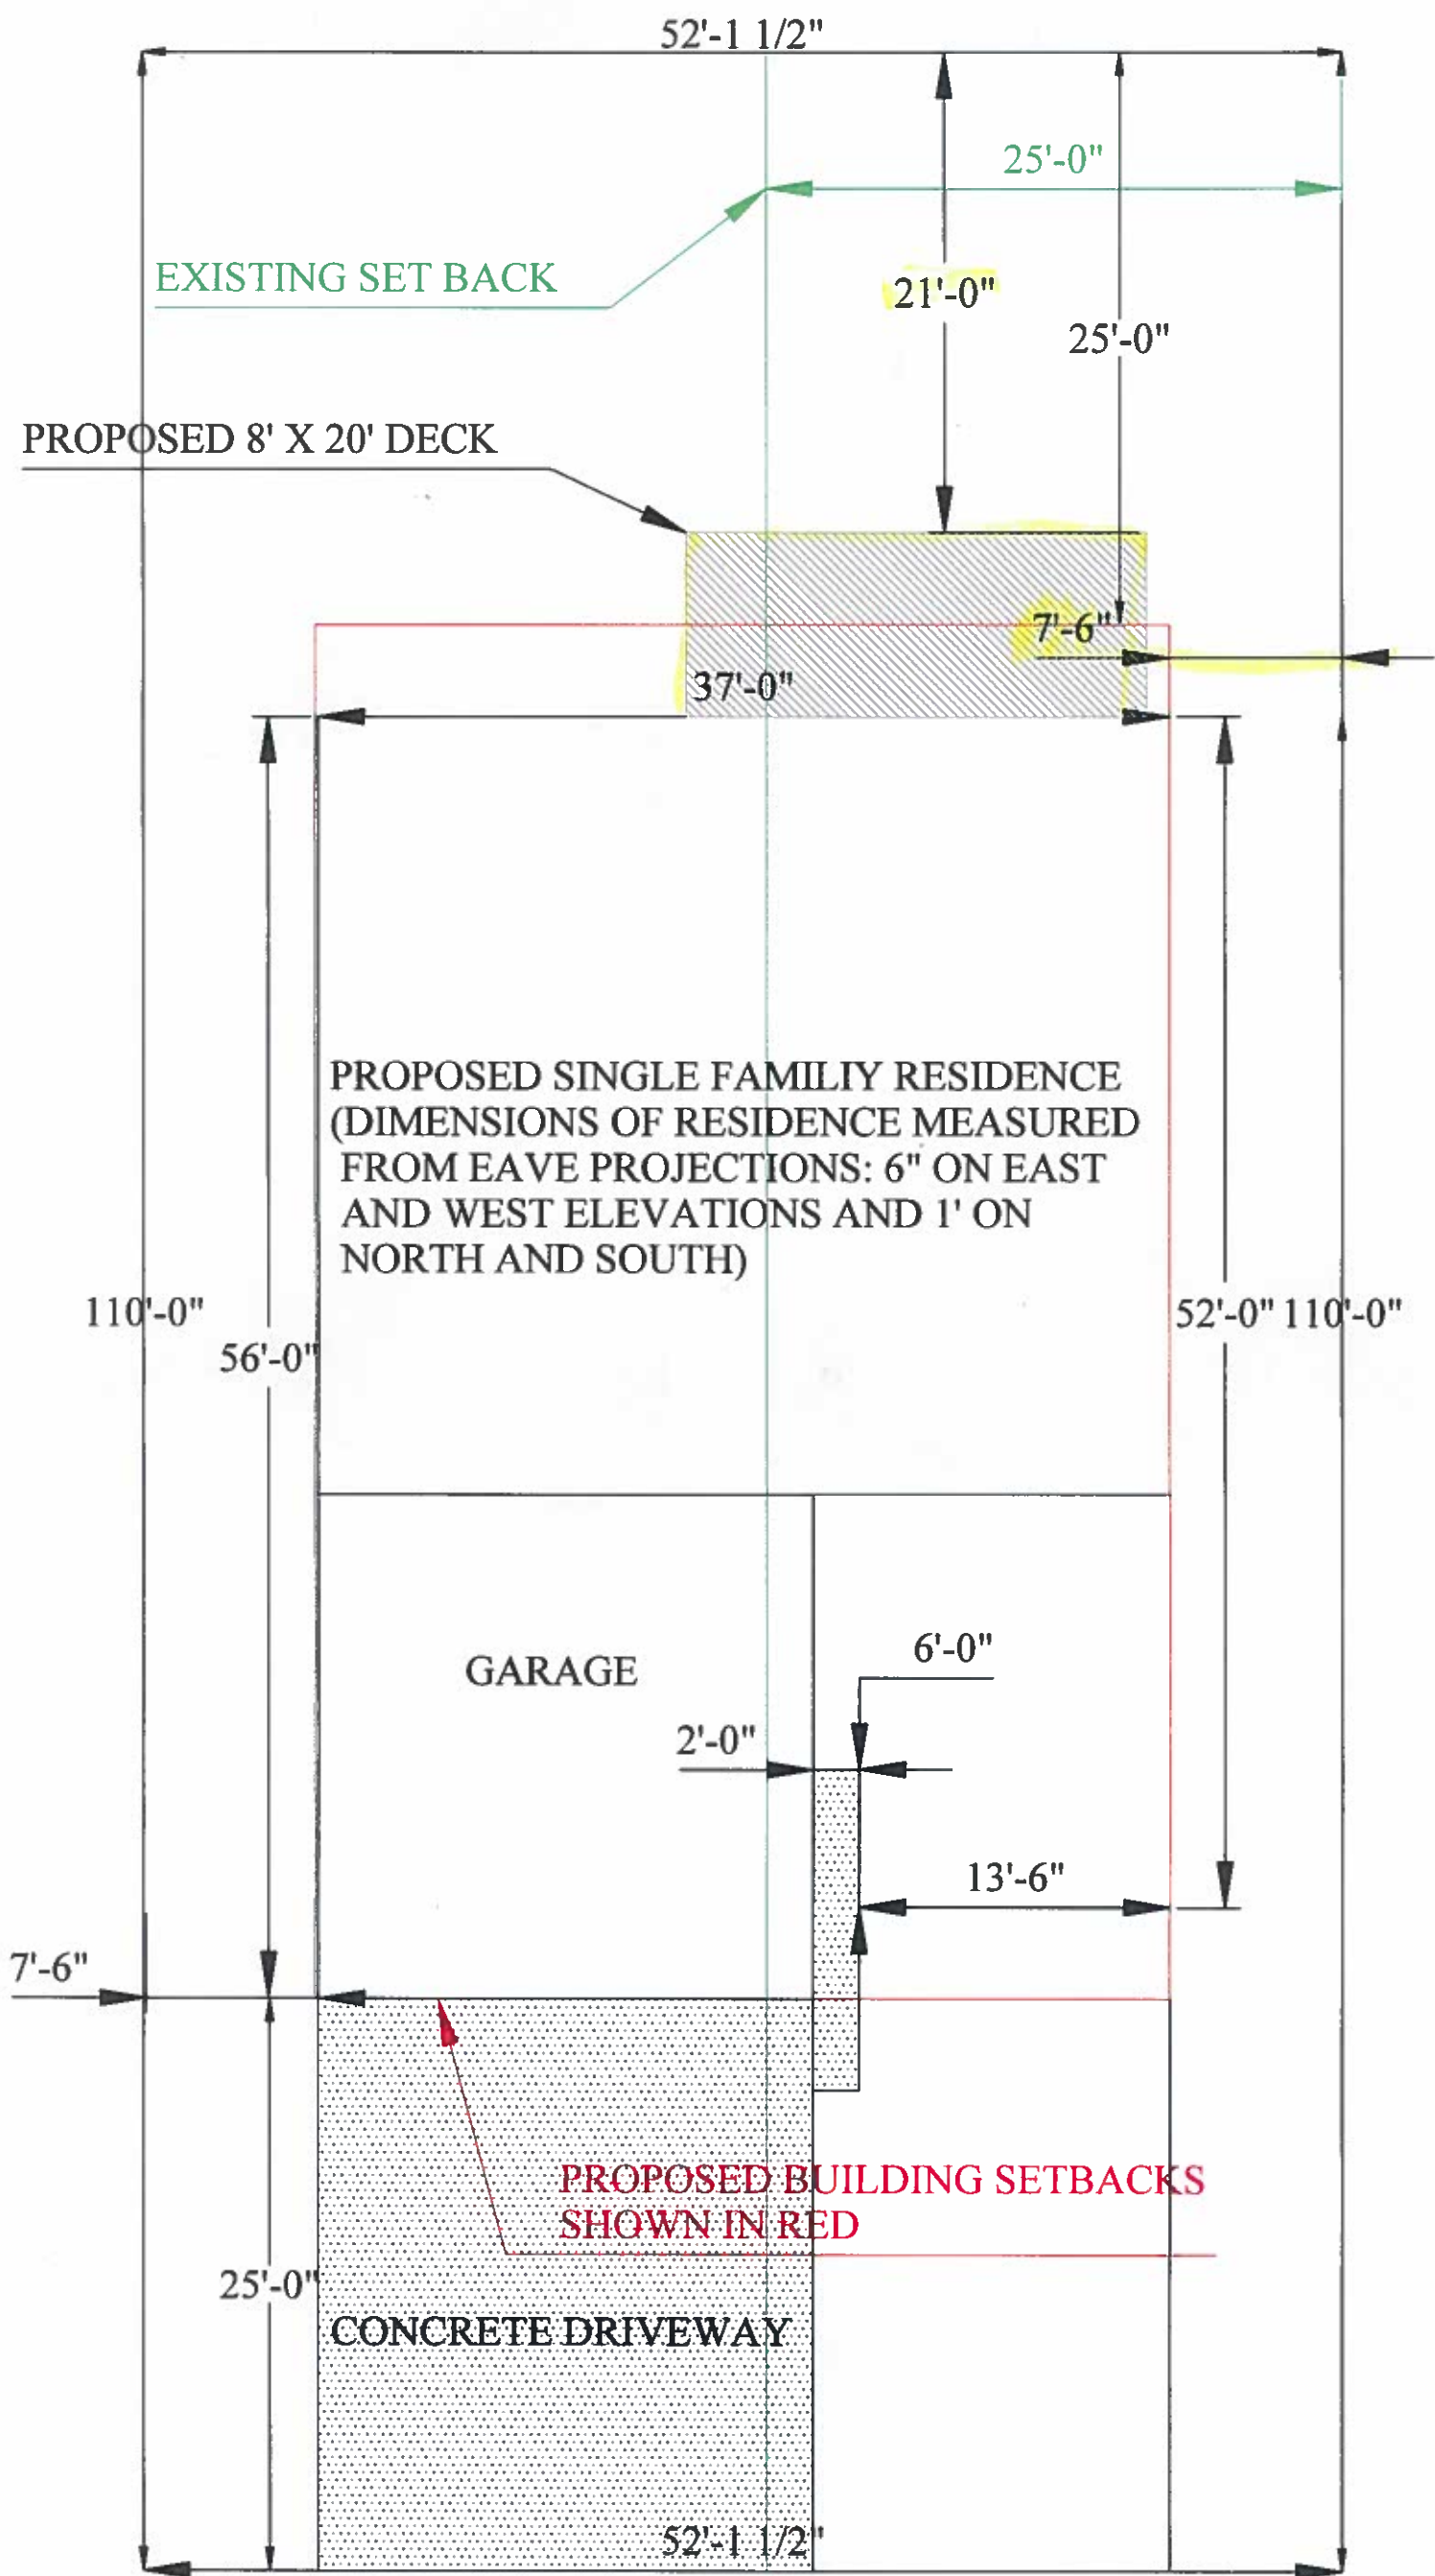 52'-1 1/2"
25'-0"
EXISTING SET BACK
21'-0"
25'-0"
PROPOSED 8' X 20' DECK
7'-6"
37'-0"
PROPOSED SINGLE FAMILIY RESIDENCE
(DIMENSIONS OF RESIDENCE MEASURED
FROM EAVE PROJECTIONS: 6" ON EAST
AND WEST ELEVATIONS AND 1' ON
NORTH AND SOUTH)
110'-0"
52'-0"
110'-0"
56'-0"
6'-0"
GARAGE
2'-0"
13'-6"
7'-6"
PROPOSED BUILDING SETBACKS
SHOWN IN RED
25'-0"
CONCRETE DRIVEWAY
52'-1 1/2"